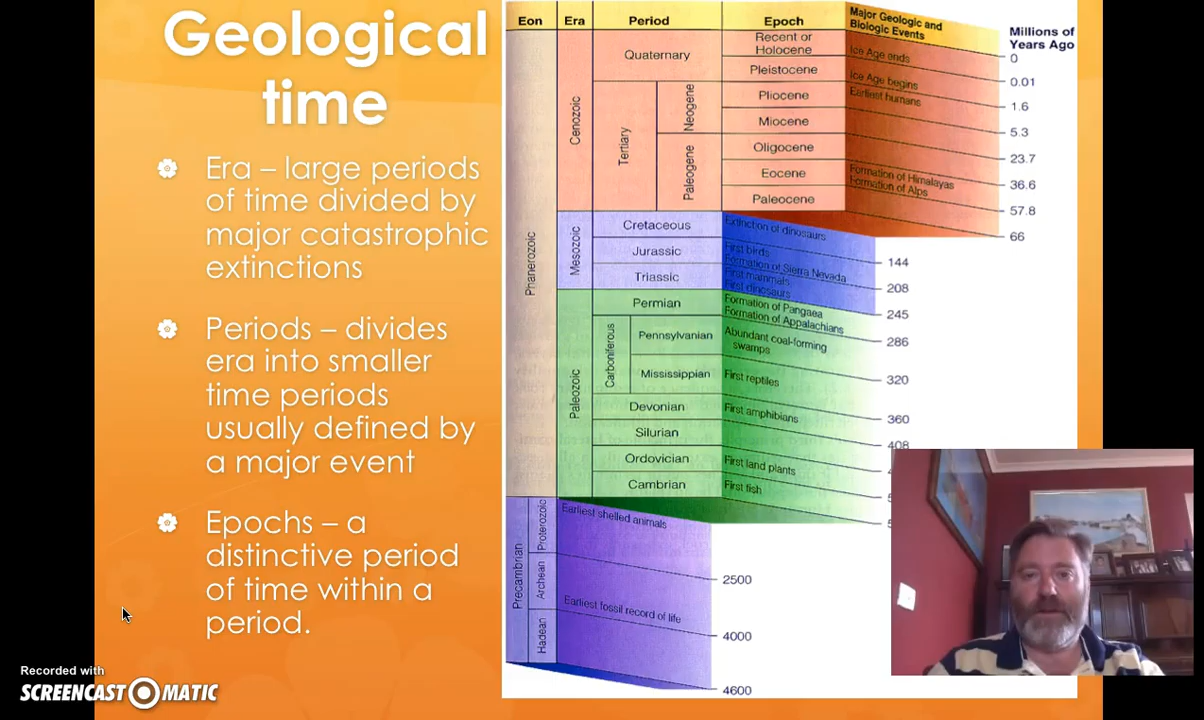 Geological
time
Era – large periods
of time divided by
major catastrophic
extinctions
Periods – divides
era into smaller
time periods
usually defined by
a major event
Epochs – a
distinctive period
of time within a
period.
Recorded with
SCREENCAST MATIC
Eon Era Period Epoch Major Geologic and
Biologic Events
Millions of
Years Ago
Phanerozoic
Cenozoic
Quaternary
Recent or
Holocene
Pleistocene
Tertiary
Neogene
Pliocene
Miocene
Paleogene
Oligocene
Eocene
Paleocene
Ice Age ends
Ice Age begins
Earliest humans
Formation of Himalayas
Formation of Alps
0
0.01
1.6
5.3
23.7
36.6
57.8
66
Mesozoic
Cretaceous
Jurassic
Triassic
Extinction of dinosaurs
First birds
Formation of Sierra Nevada
First mammals
First dinosaurs
144
208
245
Paleozoic
Permian
Carboniferous
Pennsylvanian
Mississippian
Devonian
Silurian
Ordovician
Cambrian
Formation of Pangaea
Formation of Appalachians
Abundant coal-forming
swamps
First reptiles
First amphibians
First land plants
First fish
286
320
360
408
Precambrian
Proterozoic
Archean
Hadean
Earliest shelled animals
Earliest fossil record of life
2500
4000
4600